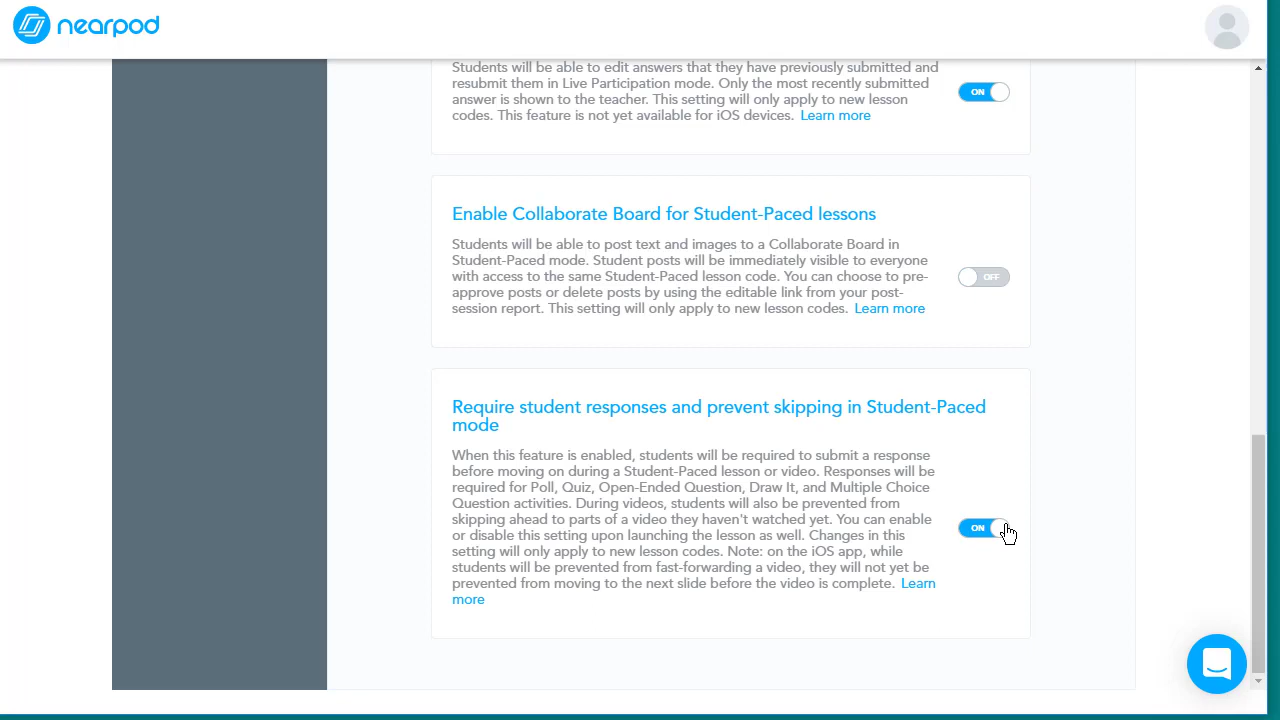 nearpod
Students will be able to edit answers that they have previously submitted and
resubmit them in Live Participation mode. Only the most recently submitted
answer is shown to the teacher. This setting will only apply to new lesson
codes. This feature is not yet available for iOS devices. Learn more
ON
Enable Collaborate Board for Student-Paced lessons
Students will be able to post text and images to a Collaborate Board in
Student-Paced mode. Student posts will be immediately visible to everyone
with access to the same Student-Paced lesson code. You can choose to pre-
approve posts or delete posts by using the editable link from your post-
session report. This setting will only apply to new lesson codes. Learn more
OFF
Require student responses and prevent skipping in Student-Paced
mode
When this feature is enabled, students will be required to submit a response
before moving on during a Student-Paced lesson or video. Responses will be
required for Poll, Quiz, Open-Ended Question, Draw It, and Multiple Choice
Question activities. During videos, students will also be prevented from
skipping ahead to parts of a video they haven't watched yet. You can enable
or disable this setting upon launching the lesson as well. Changes in this
setting will only apply to new lesson codes. Note: on the iOS app, while
students will be prevented from fast-forwarding a video, they will not yet be
prevented from moving to the next slide before the video is complete. Learn
more
ON